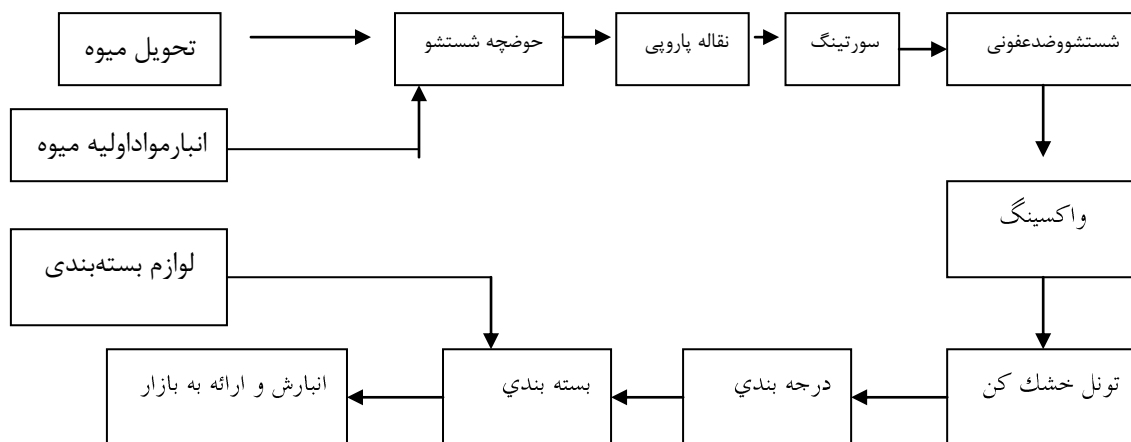 تحویل میوه
حوضچه شستشو
نقاله پاروپی
سورتینگ
شستشووضدعفونی
انبارمواداولیه میوه
واکسینگ
لوازم بسته‌بندی
تونل خشك كن
درجه بندي
بسته بندي
انبارش و ارائه به بازار